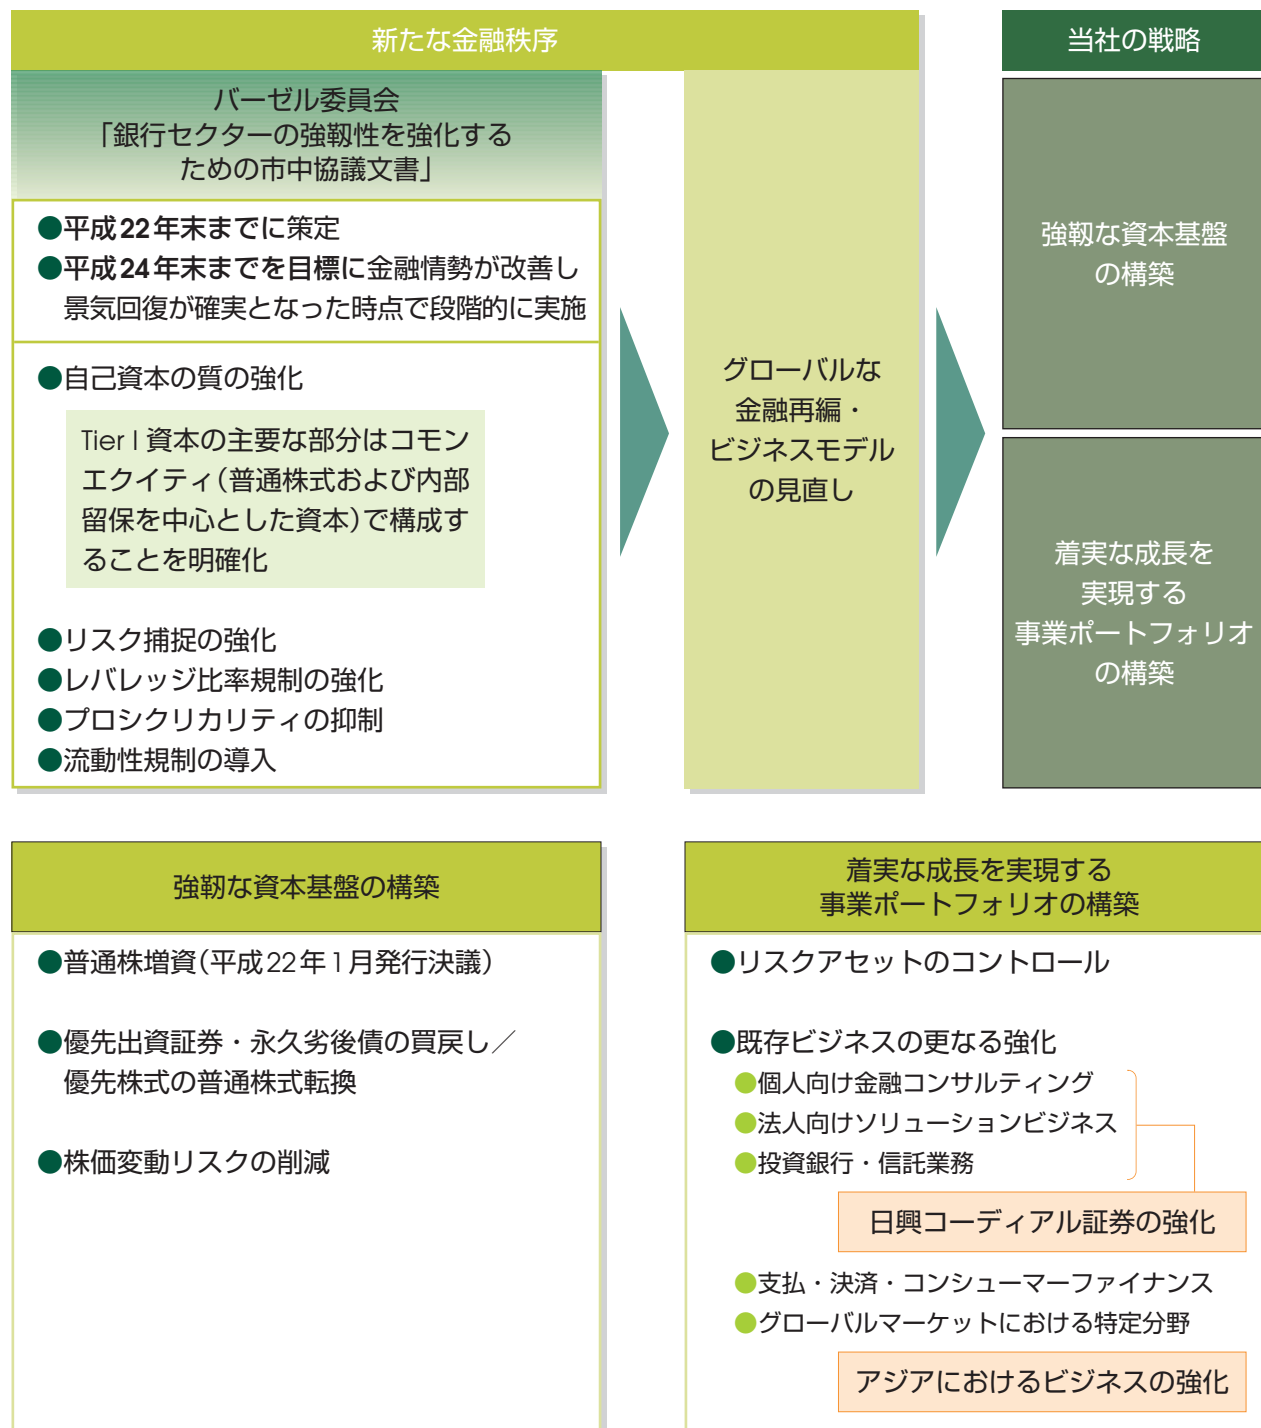 新たな金融秩序
バーゼル委員会
「銀行セクターの強靱性を強化する
ための市中協議文書」
●平成22年末までに策定
●平成24年末までを目標に金融情勢が改善し
景気回復が確実となった時点で段階的に実施
●自己資本の質の強化
Tier I 資本の主要な部分はコモン
エクイティ(普通株式および内部
留保を中心とした資本)で構成す
ることを明確化
●リスク捕捉の強化
●レバレッジ比率規制の強化
●プロシクリカリティの抑制
●流動性規制の導入
グローバルな
金融再編・
ビジネスモデル
の見直し
当社の戦略
強靱な資本基盤
の構築
着実な成長を
実現する
事業ポートフォリオ
の構築
強靭な資本基盤の構築
●普通株増資(平成22年1月発行決議)
●優先出資証券・永久劣後債の買戻し／
優先株式の普通株式転換
●株価変動リスクの削減
着実な成長を実現する
事業ポートフォリオの構築
●リスクアセットのコントロール
●既存ビジネスの更なる強化
●個人向け金融コンサルティング
●法人向けソリューションビジネス
●投資銀行・信託業務
日興コーディアル証券の強化
●支払・決済・コンシューマーファイナンス
●グローバルマーケットにおける特定分野
アジアにおけるビジネスの強化